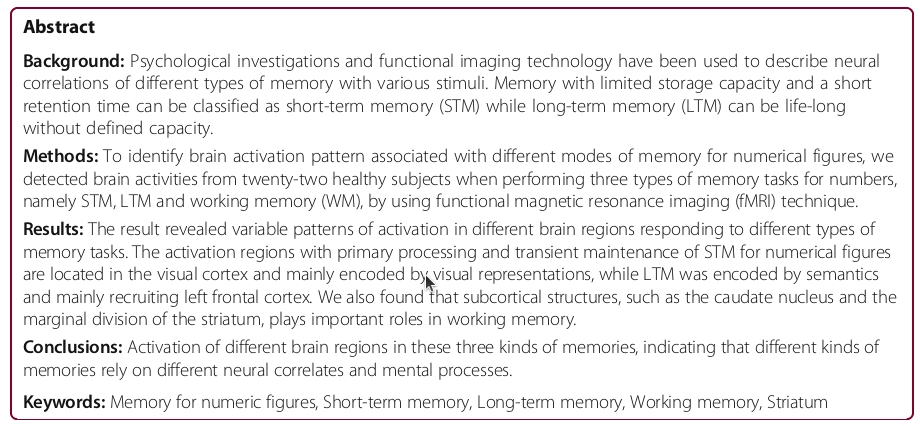 Abstract
Background: Psychological investigations and functional imaging technology have been used to describe neural
correlations of different types of memory with various stimuli. Memory with limited storage capacity and a short
retention time can be classified as short-term memory (STM) while long-term memory (LTM) can be life-long
without defined capacity.
Methods: To identify brain activation pattern associated with different modes of memory for numerical figures, we
detected brain activities from twenty-two healthy subjects when performing three types of memory tasks for numbers,
namely STM, LTM and working memory (WM), by using functional magnetic resonance imaging (fMRI) technique.
Results: The result revealed variable patterns of activation in different brain regions responding to different types of
memory tasks. The activation regions with primary processing and transient maintenance of STM for numerical figures
are located in the visual cortex and mainly encoded by visual representations, while LTM was encoded by semantics
and mainly recruiting left frontal cortex. We also found that subcortical structures, such as the caudate nucleus and the
marginal division of the striatum, plays important roles in working memory.
Conclusions: Activation of different brain regions in these three kinds of memories, indicating that different kinds of
memories rely on different neural correlates and mental processes.
Keywords: Memory for numeric figures, Short-term memory, Long-term memory, Working memory, Striatum